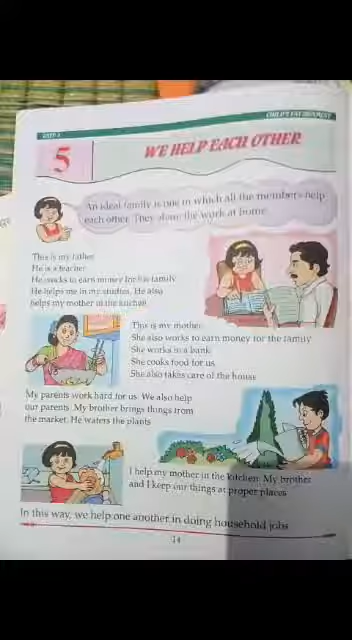 UNIT-1
CHILD'S ENVIRONMENT
5
WE HELP EACH OTHER
An ideal family is one in which all the members help
each other. They share the work at home.
This is my father.
He is a teacher.
He works to earn money for his family.
He helps me in my studies. He also
helps my mother in the kitchen.
This is my mother.
She also works to earn money for the family.
She works in a bank.
She cooks food for us.
She also takes care of the house.
My parents work hard for us. We also help
our parents. My brother brings things from
the market. He waters the plants.
I help my mother in the kitchen. My brother
and I keep our things at proper places.
In this way, we help one another in doing household jobs.
14